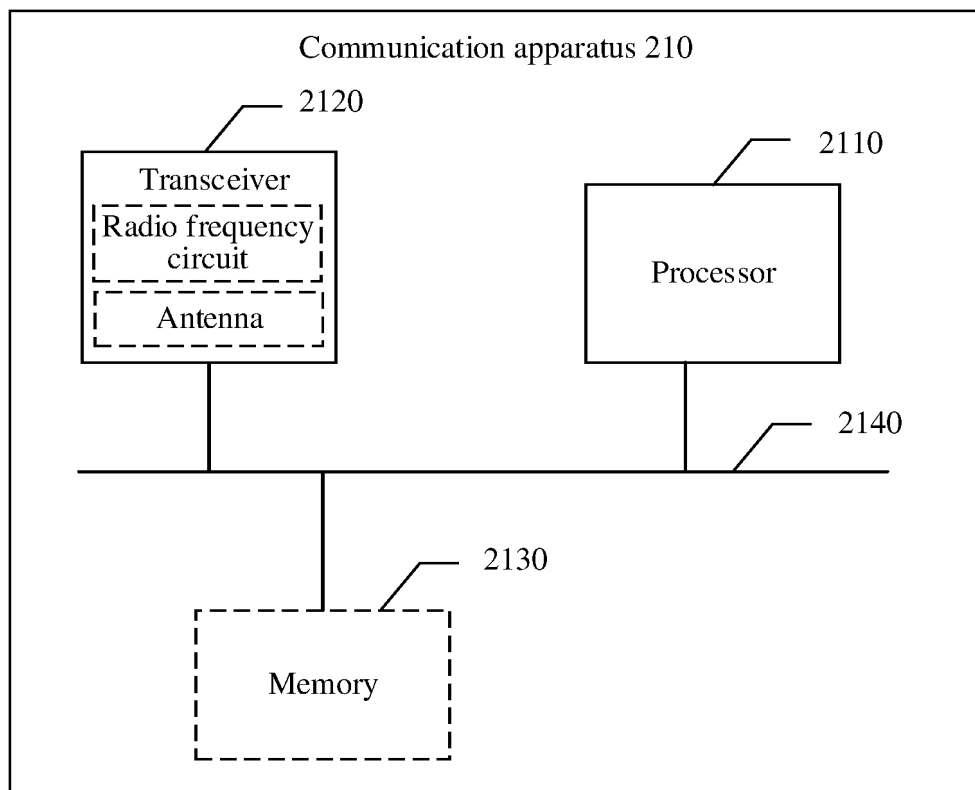 Communication apparatus 210
2120
2110
Transceiver
Radio frequency
circuit
Antenna
Processor
2140
2130
Memory